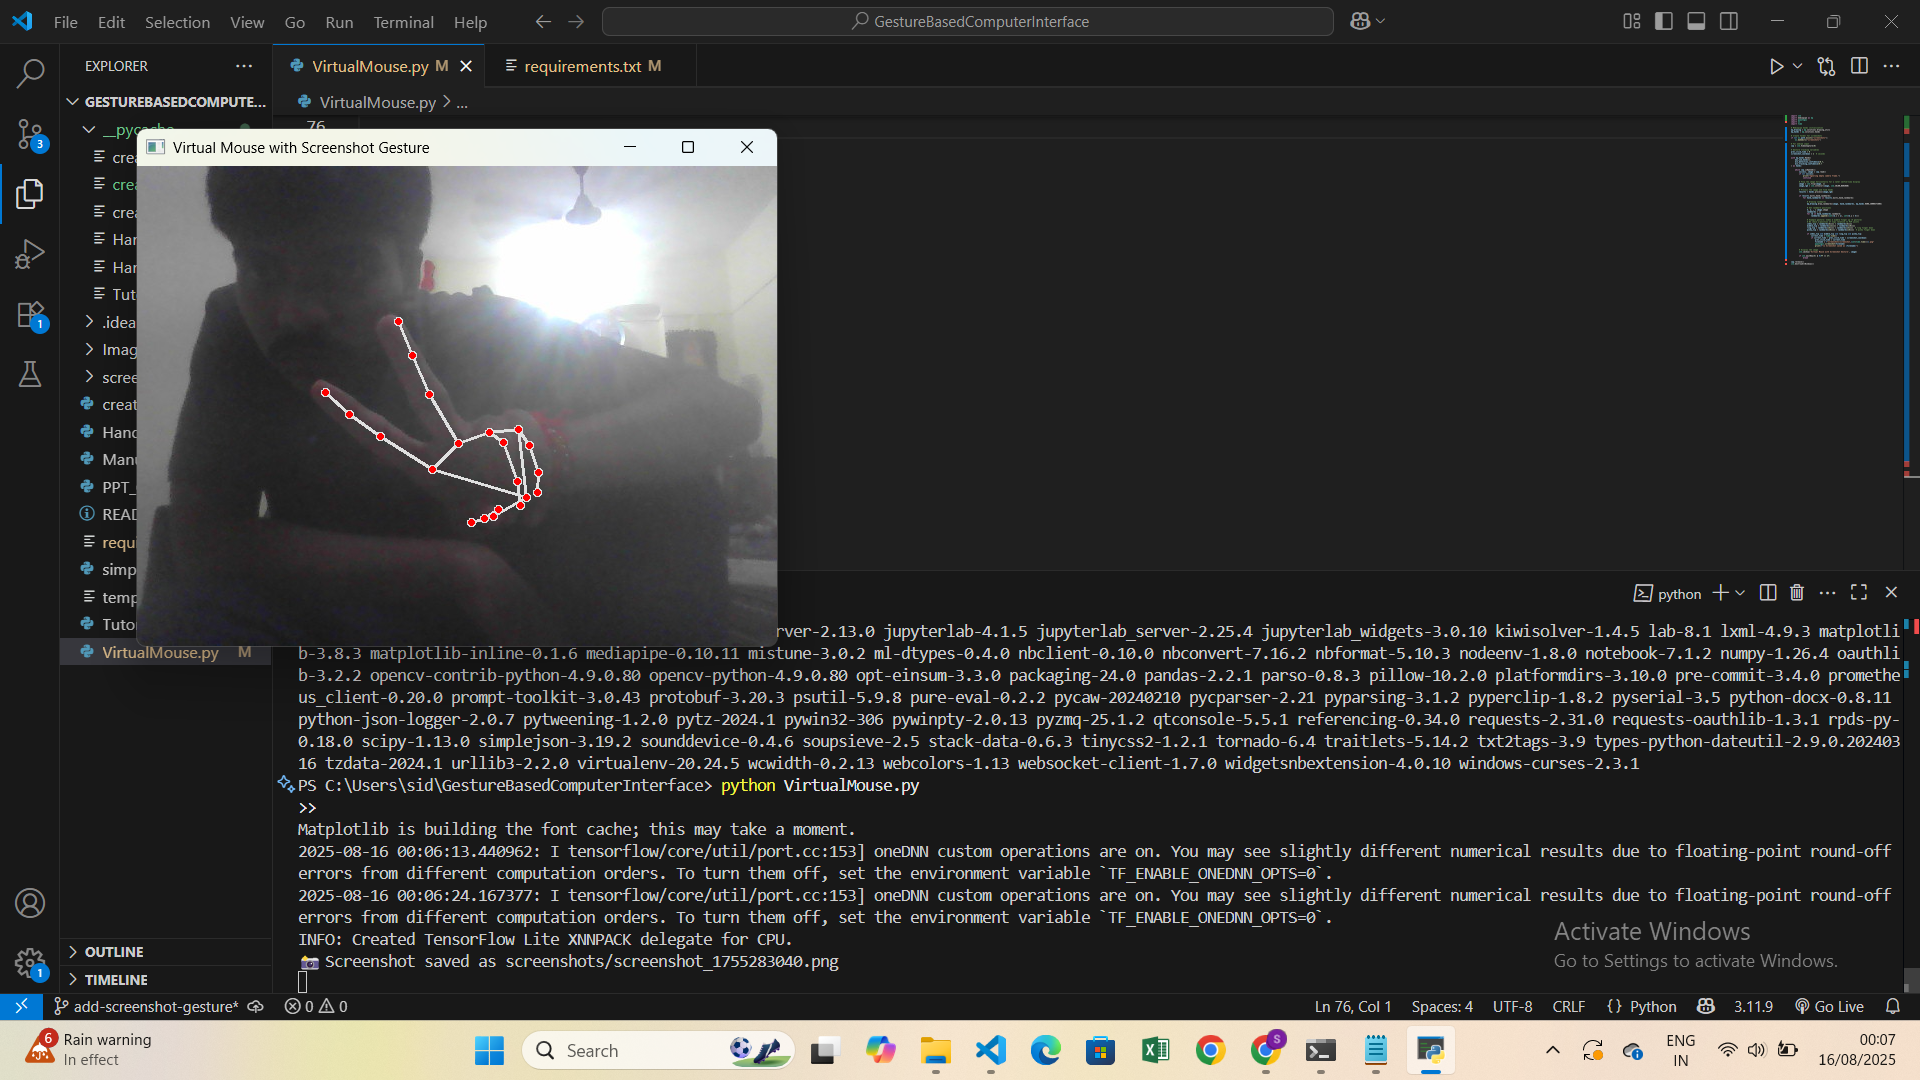 File Edit Selection View Go Run Terminal Help
GestureBasedComputerInterface
EXPLORER
VirtualMouse.py M
requirements.txt M
GESTUREBASEDCOMPUTE...
VirtualMouse.py > ...
__pycache
76
Virtual Mouse with Screenshot Gesture
crea
crea
crea
Har
Har
Tut
.idea
Imag
scree
creat
Hand
Manu
PPT_
READ
requi
simp
temp
Tuto
VirtualMouse.py M
OUTLINE
TIMELINE
python
rver-2.13.0 jupyterlab-4.1.5 jupyterlab_server-2.25.4 jupyterlab_widgets-3.0.10 kiwisolver-1.4.5 lab-8.1 lxml-4.9.3 matplotli
b-3.8.3 matplotlib-inline-0.1.6 mediapipe-0.10.11 mistune-3.0.2 ml-dtypes-0.4.0 nbclient-0.10.0 nbconvert-7.16.2 nbformat-5.10.3 nodeenv-1.8.0 notebook-7.1.2 numpy-1.26.4 oauthli
b-3.2.2 opencv-contrib-python-4.9.0.80 opencv-python-4.9.0.80 opt-einsum-3.3.0 packaging-24.0 pandas-2.2.1 parso-0.8.3 pillow-10.2.0 platformdirs-3.10.0 pre-commit-3.4.0 promethe
us_client-0.20.0 prompt-toolkit-3.0.43 protobuf-3.20.3 psutil-5.9.8 pure-eval-0.2.2 pycaw-20240210 pycparser-2.21 pyparsing-3.1.2 pyperclip-1.8.2 pyserial-3.5 python-docx-0.8.11
python-json-logger-2.0.7 pytweening-1.2.0 pytz-2024.1 pywin32-306 pywinpty-2.0.13 pyzmq-25.1.2 qtconsole-5.5.1 referencing-0.34.0 requests-2.31.0 requests-oauthlib-1.3.1 rpds-py-
0.18.0 scipy-1.13.0 simplejson-3.19.2 sounddevice-0.4.6 soupsieve-2.5 stack-data-0.6.3 tinycss2-1.2.1 tornado-6.4 traitlets-5.14.2 txt2tags-3.9 types-python-dateutil-2.9.0.202403
16 tzdata-2024.1 urllib3-2.2.0 virtualenv-20.24.5 wcwidth-0.2.13 webcolors-1.13 websocket-client-1.7.0 widgetsnbextension-4.0.10 windows-curses-2.3.1
PS C:\Users\sid\GestureBasedComputerInterface> python VirtualMouse.py
>>
Matplotlib is building the font cache; this may take a moment.
2025-08-16 00:06:13.440962: I tensorflow/core/util/port.cc:153] oneDNN custom operations are on. You may see slightly different numerical results due to floating-point round-off
errors from different computation orders. To turn them off, set the environment variable `TF_ENABLE_ONEDNN_OPTS=0`.
2025-08-16 00:06:24.167377: I tensorflow/core/util/port.cc:153] oneDNN custom operations are on. You may see slightly different numerical results due to floating-point round-off
errors from different computation orders. To turn them off, set the environment variable `TF_ENABLE_ONEDNN_OPTS=0`.
INFO: Created TensorFlow Lite XNNPACK delegate for CPU.
📷 Screenshot saved as screenshots/screenshot_1755283040.png
Activate Windows
Go to Settings to activate Windows.
add-screenshot-gesture* 0 0
Ln 76, Col 1 Spaces: 4 UTF-8 CRLF {} Python 3.11.9 Go Live
6 Rain warning
In effect
Search
ENG
IN
00:07
16/08/2025